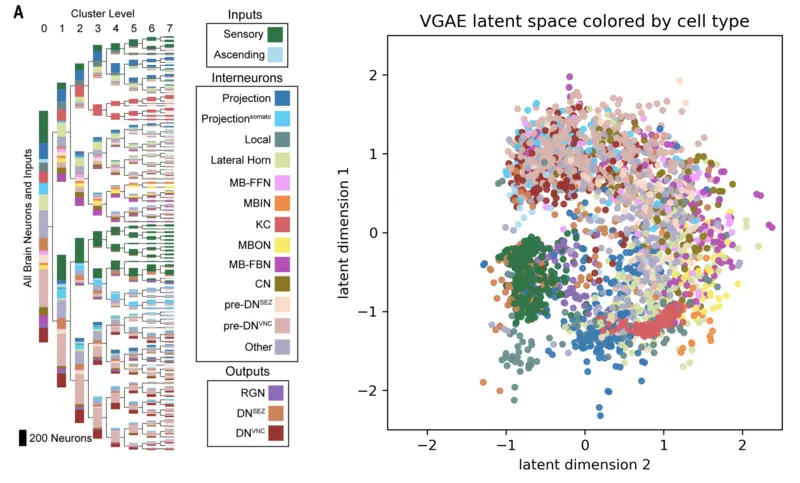 A
Cluster Level
0 1 2 3 4 5 6 7
All Brain Neurons and Inputs
200 Neurons
Inputs
Sensory
Ascending
Interneurons
Projection
Projectionsomato
Local
Lateral Horn
MB-FFN
MBIN
KC
MBON
MB-FBN
CN
pre-DNSEZ
pre-DNVNC
Other
Outputs
RGN
DNSEZ
DNVNC
VGAE latent space colored by cell type
latent dimension 1
2
1
0
−1
−2
−2 −1 0 1 2
latent dimension 2